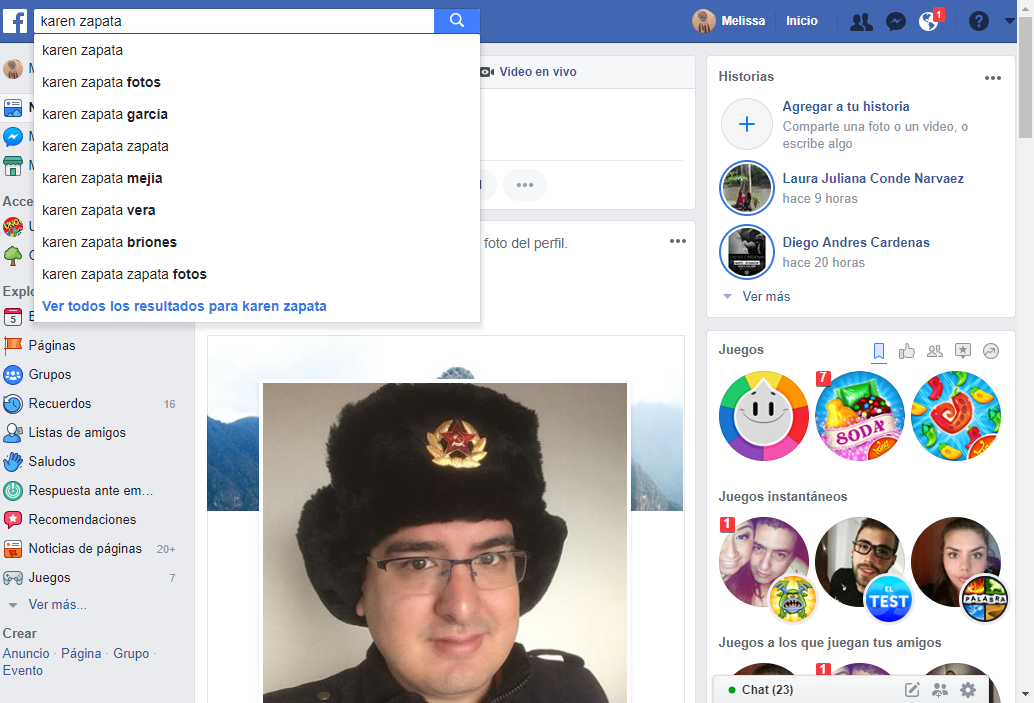 karen zapata
Melissa
Inicio
1
karen zapata
karen zapata fotos
karen zapata garcia
karen zapata zapata
karen zapata mejia
karen zapata vera
karen zapata briones
karen zapata zapata fotos
Ver todos los resultados para karen zapata
Acce
Explo
5
Páginas
Grupos
Recuerdos 16
Listas de amigos
Saludos
Respuesta ante em...
Recomendaciones
Noticias de páginas 20+
Juegos 7
Ver más...
Crear
Anuncio · Página · Grupo ·
Evento
Video en vivo
foto del perfil.
Historias
Agregar a tu historia
Comparte una foto o un video, o
escribe algo
Laura Juliana Conde Narvaez
hace 9 horas
Diego Andres Cardenas
hace 20 horas
Ver más
Juegos
7
SODA
Juegos instantáneos
1
EL
TEST
PALABRA
Juegos a los que juegan tus amigos
1
Chat (23)